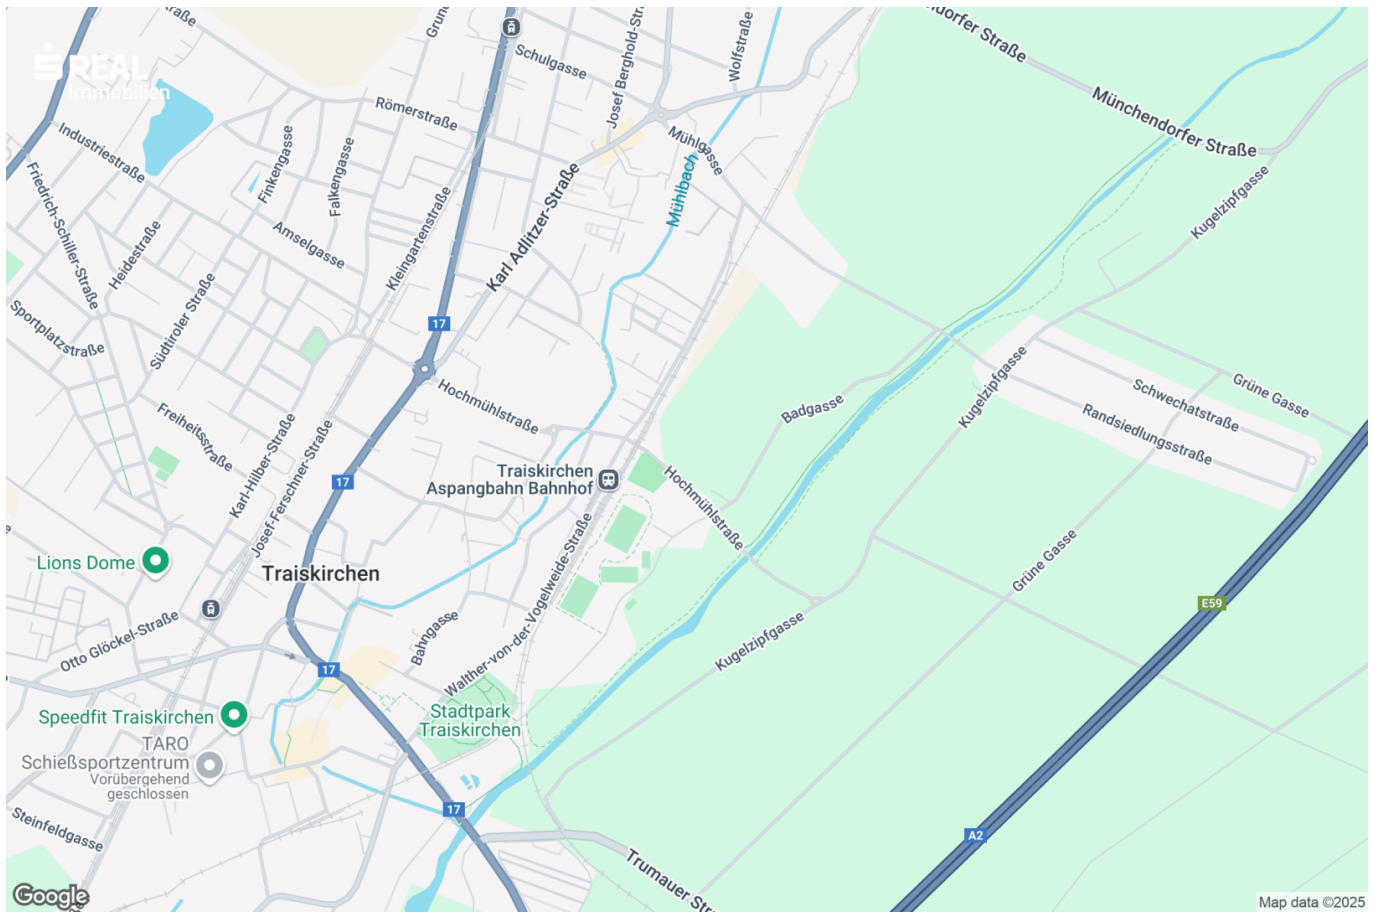 REAL
Immobilien
Schulgasse
Josef Berghold-Str
Wolfstraße
ndorfer Straße
Münchendorfer Straße
Römerstraße
Industriestraße
Finkengasse
Falkengasse
Mühlgasse
Mühlbach
Friedrich-Schiller-Straße
Heidestraße
Amselgasse
Kleingartenstraße
Karl Adlitzer-Straße
Kugelzipfgasse
Sportplatzstraße
Südtiroler Straße
17
Hochmühlstraße
Kugelzipfgasse
Grüne Gasse
Schwechatstraße
Randsiedlungsstraße
Badgasse
Freiheitsstraße
Karl-Hilber-Straße
Josef-Ferschner-Straße
17
Traiskirchen
Aspangbahn Bahnhof
Hochmühlstraße
Lions Dome
Traiskirchen
Walther-von-der-Vogelweide-Straße
Grüne Gasse
E59
Otto Glöckel-Straße
Bahngasse
Kugelzipfgasse
17
Stadtpark
Traiskirchen
Speedfit Traiskirchen
TARO
Schießsportzentrum
Vorübergehend
geschlossen
17
Steinfeldgasse
A2
Trumauer Str
Google
Map data ©2025